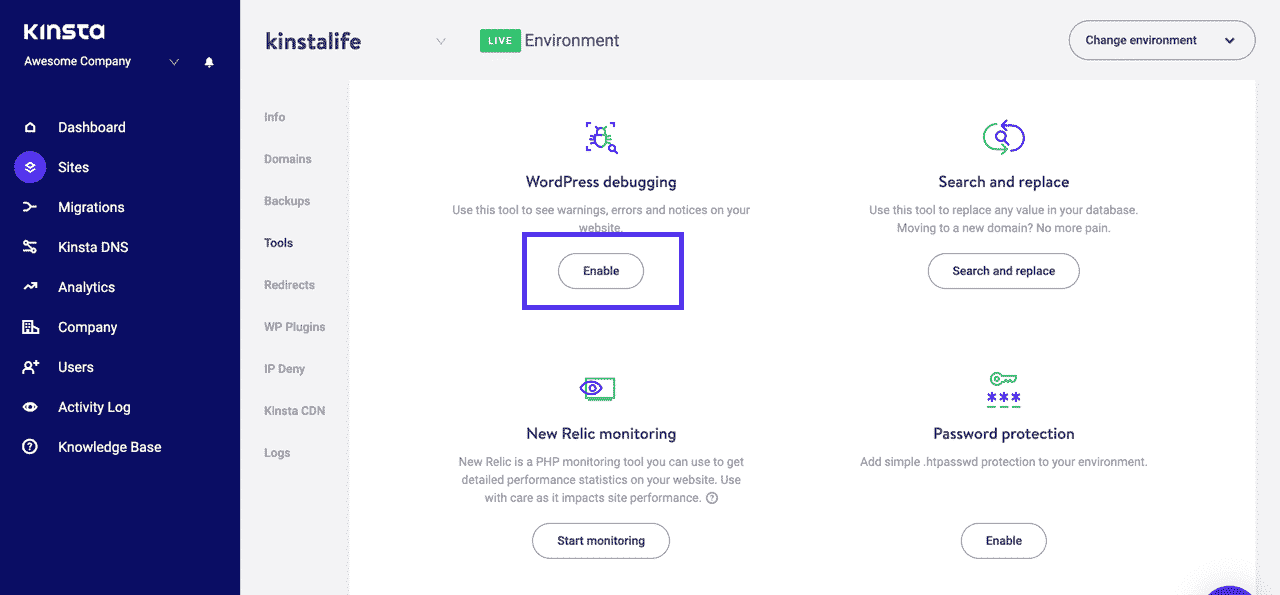 KINSTA
Awesome Company
Dashboard
Sites
Migrations
Kinsta DNS
Analytics
Company
Users
Activity Log
Knowledge Base
kinstalife
LIVE Environment
Change environment
Info
Domains
Backups
Tools
Redirects
WP Plugins
IP Deny
Kinsta CDN
Logs
WordPress debugging
Use this tool to see warnings, errors and notices on your
website.
Enable
Search and replace
Use this tool to replace any value in your database.
Moving to a new domain? No more pain.
Search and replace
New Relic monitoring
New Relic is a PHP monitoring tool you can use to get
detailed performance statistics on your website. Use
with care as it impacts site performance. ?
Start monitoring
Password protection
Add simple .htpasswd protection to your environment.
Enable